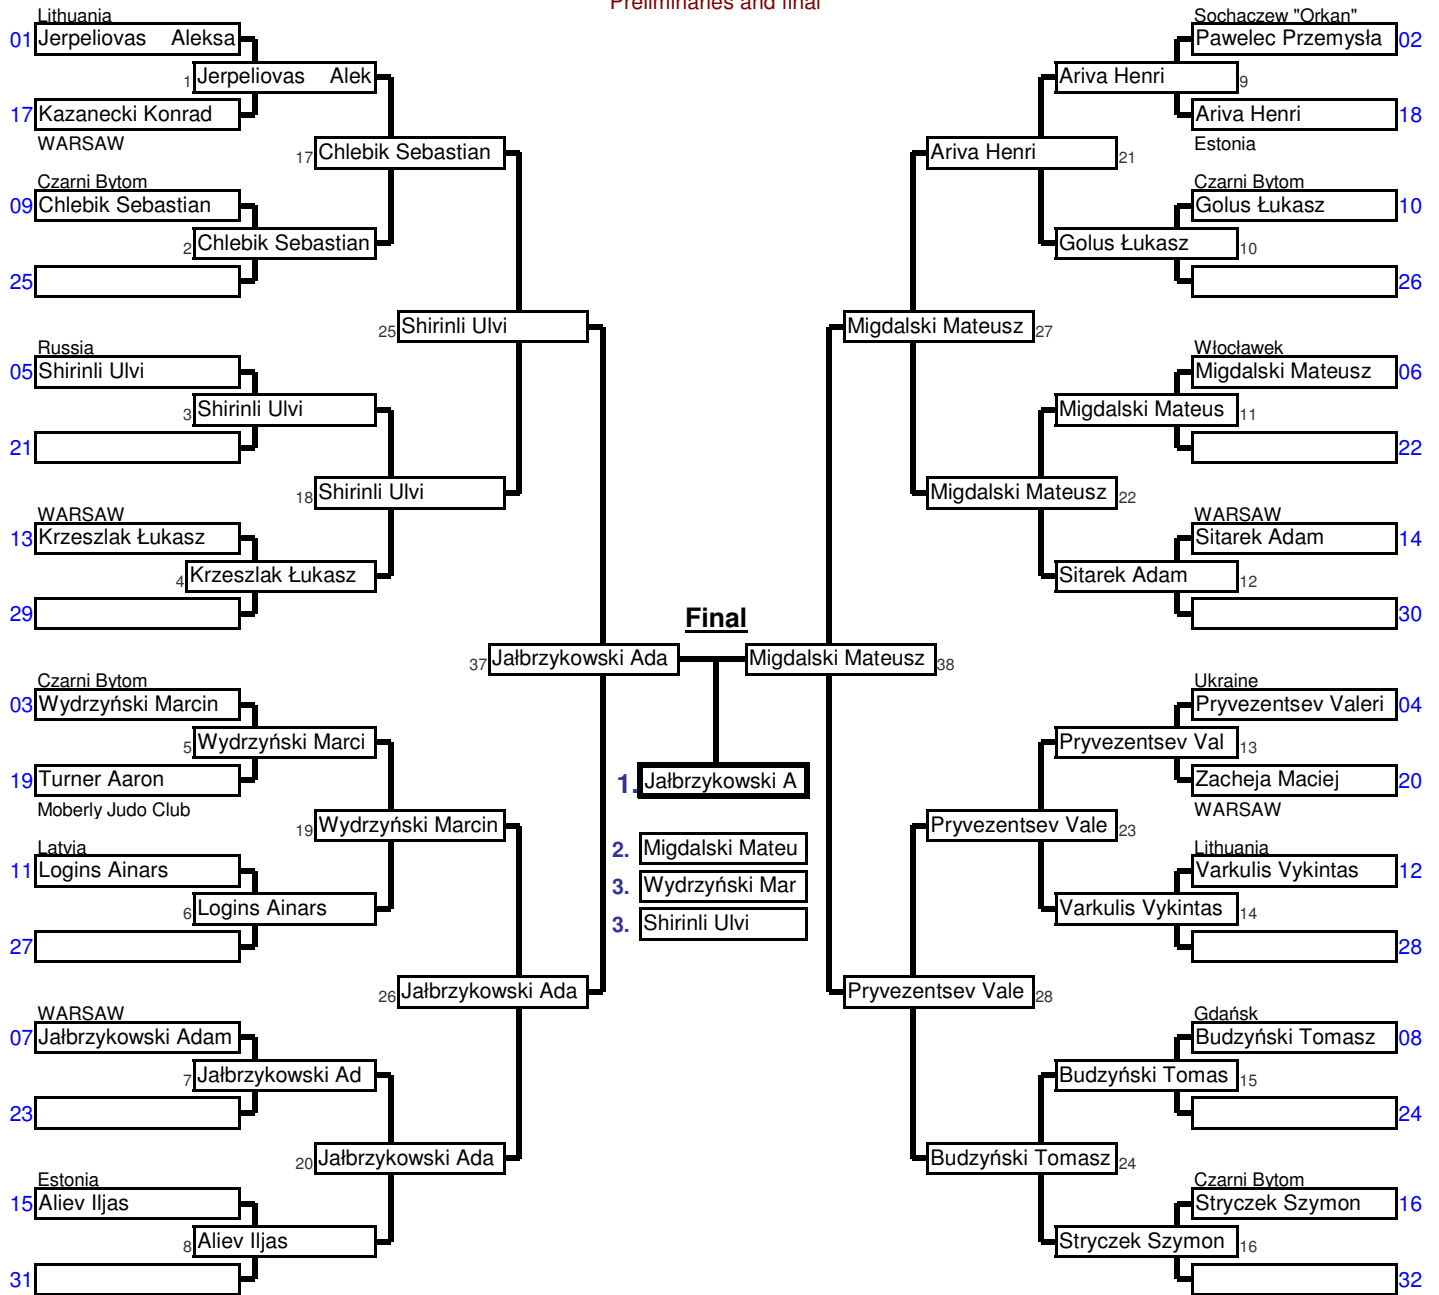 Preliminaries and final
Lithuania
01 Jerpeliovas Aleksa
1 Jerpeliovas Alek
17 Kazanecki Konrad
WARSAW
17 Chlebik Sebastian
Czarni Bytom
09 Chlebik Sebastian
2 Chlebik Sebastian
25
25 Shirinli Ulvi
Russia
05 Shirinli Ulvi
3 Shirinli Ulvi
21
18 Shirinli Ulvi
WARSAW
13 Krzeszlak Łukasz
4 Krzeszlak Łukasz
29
37 Jałbrzykowski Ada
Czarni Bytom
03 Wydrzyński Marcin
5 Wydrzyński Marci
19 Turner Aaron
Moberly Judo Club
19 Wydrzyński Marcin
Latvia
11 Logins Ainars
6 Logins Ainars
27
26 Jałbrzykowski Ada
WARSAW
07 Jałbrzykowski Adam
7 Jałbrzykowski Ad
23
20 Jałbrzykowski Ada
Estonia
15 Aliev Iljas
8 Aliev Iljas
31
Final
1. Jałbrzykowski A
2. Migdalski Mateu
3. Wydrzyński Mar
3. Shirinli Ulvi
Sochaczew "Orkan"
Pawelec Przemysła 02
Ariva Henri 9
Ariva Henri 18
Estonia
Ariva Henri 21
Czarni Bytom
Golus Łukasz 10
Golus Łukasz 10
26
Migdalski Mateusz 27
Włocławek
Migdalski Mateusz 06
Migdalski Mateus 11
22
Migdalski Mateusz 22
WARSAW
Sitarek Adam 14
Sitarek Adam 12
30
Migdalski Mateusz 38
Ukraine
Pryvezentsev Valeri 04
Pryvezentsev Val 13
Zacheja Maciej 20
WARSAW
Pryvezentsev Vale 23
Lithuania
Varkulis Vykintas 12
Varkulis Vykintas 14
28
Pryvezentsev Vale 28
Gdańsk
Budzyński Tomasz 08
Budzyński Tomas 15
24
Budzyński Tomasz 24
Czarni Bytom
Stryczek Szymon 16
Stryczek Szymon 16
32